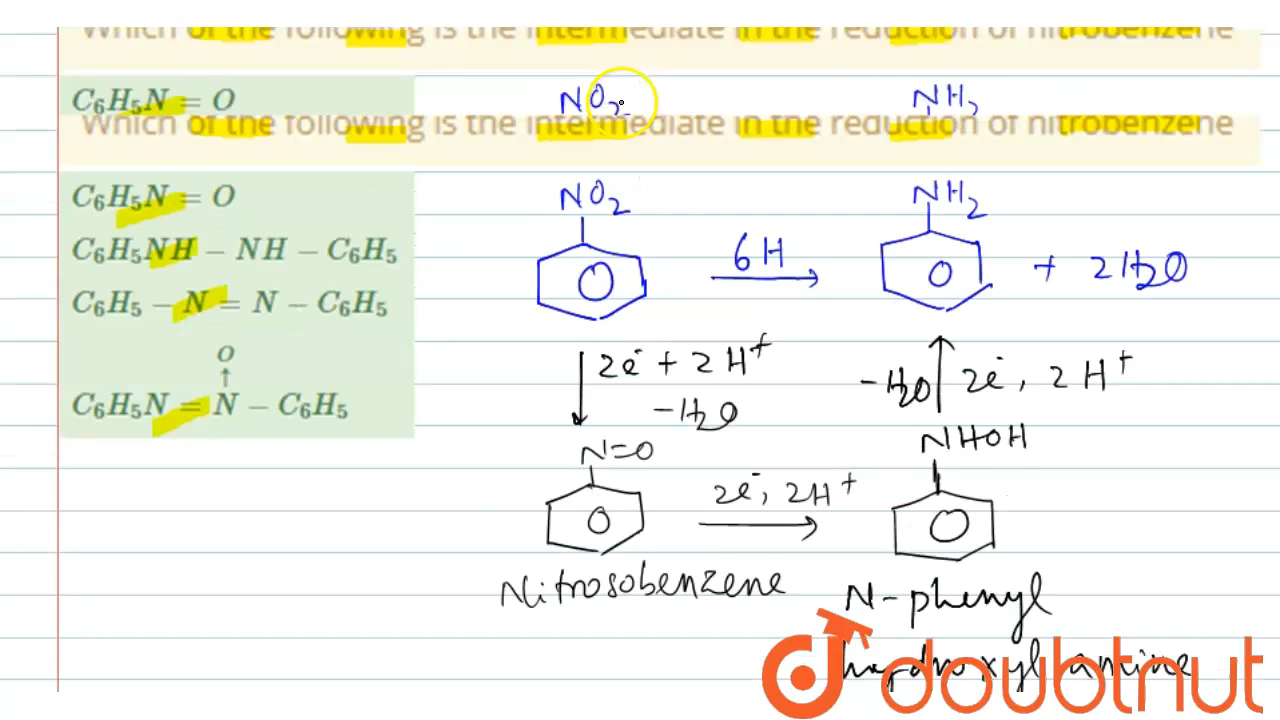 Which of the following is the intermediate in the reduction of nitrobenzene
C₆H₅N = O
NO₂
NH₂
Which of the following is the intermediate in the reduction of nitrobenzene
C₆H₅N = O
C₆H₅NH − NH − C₆H₅
C₆H₅ − N = N − C₆H₅
O
↑
C₆H₅N = N − C₆H₅
NO₂
6H
NH₂
+ 2H₂O
2e⁻ + 2H⁺
−H₂O
−H₂O
2e⁻, 2H⁺
N=O
2e⁻, 2H⁺
NHOH
Nitrosobenzene
N-phenyl
hydroxyl amine
doubtnut